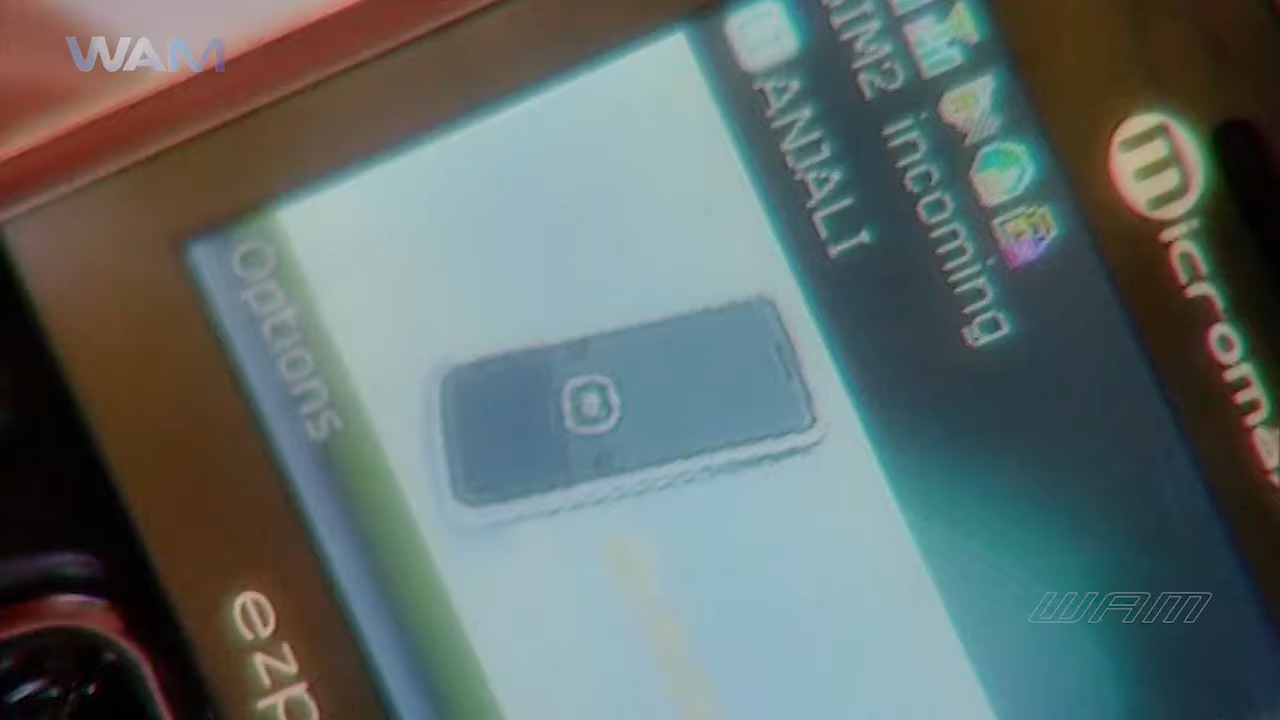 WAM
Micromax
SIM2 incoming
ANJALI
Options
WAM